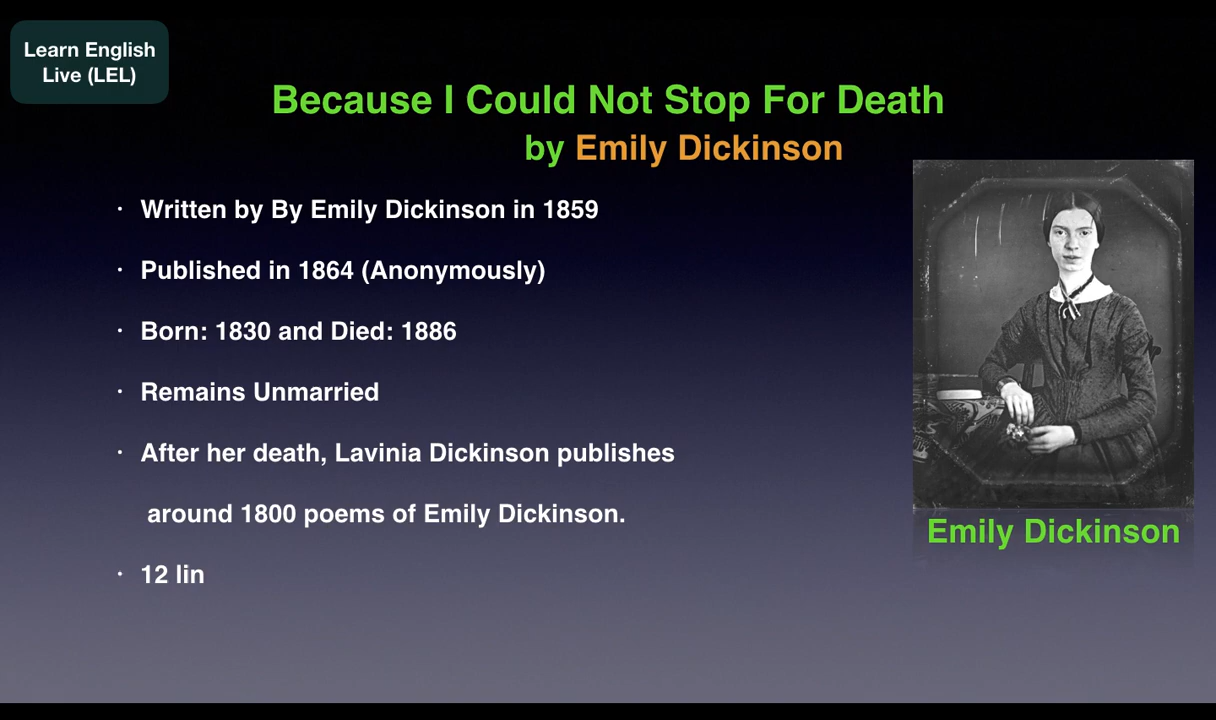 Learn English
Live (LEL)
Because I Could Not Stop For Death
by Emily Dickinson
· Written by By Emily Dickinson in 1859
· Published in 1864 (Anonymously)
· Born: 1830 and Died: 1886
· Remains Unmarried
· After her death, Lavinia Dickinson publishes
around 1800 poems of Emily Dickinson.
· 12 lin
Emily Dickinson